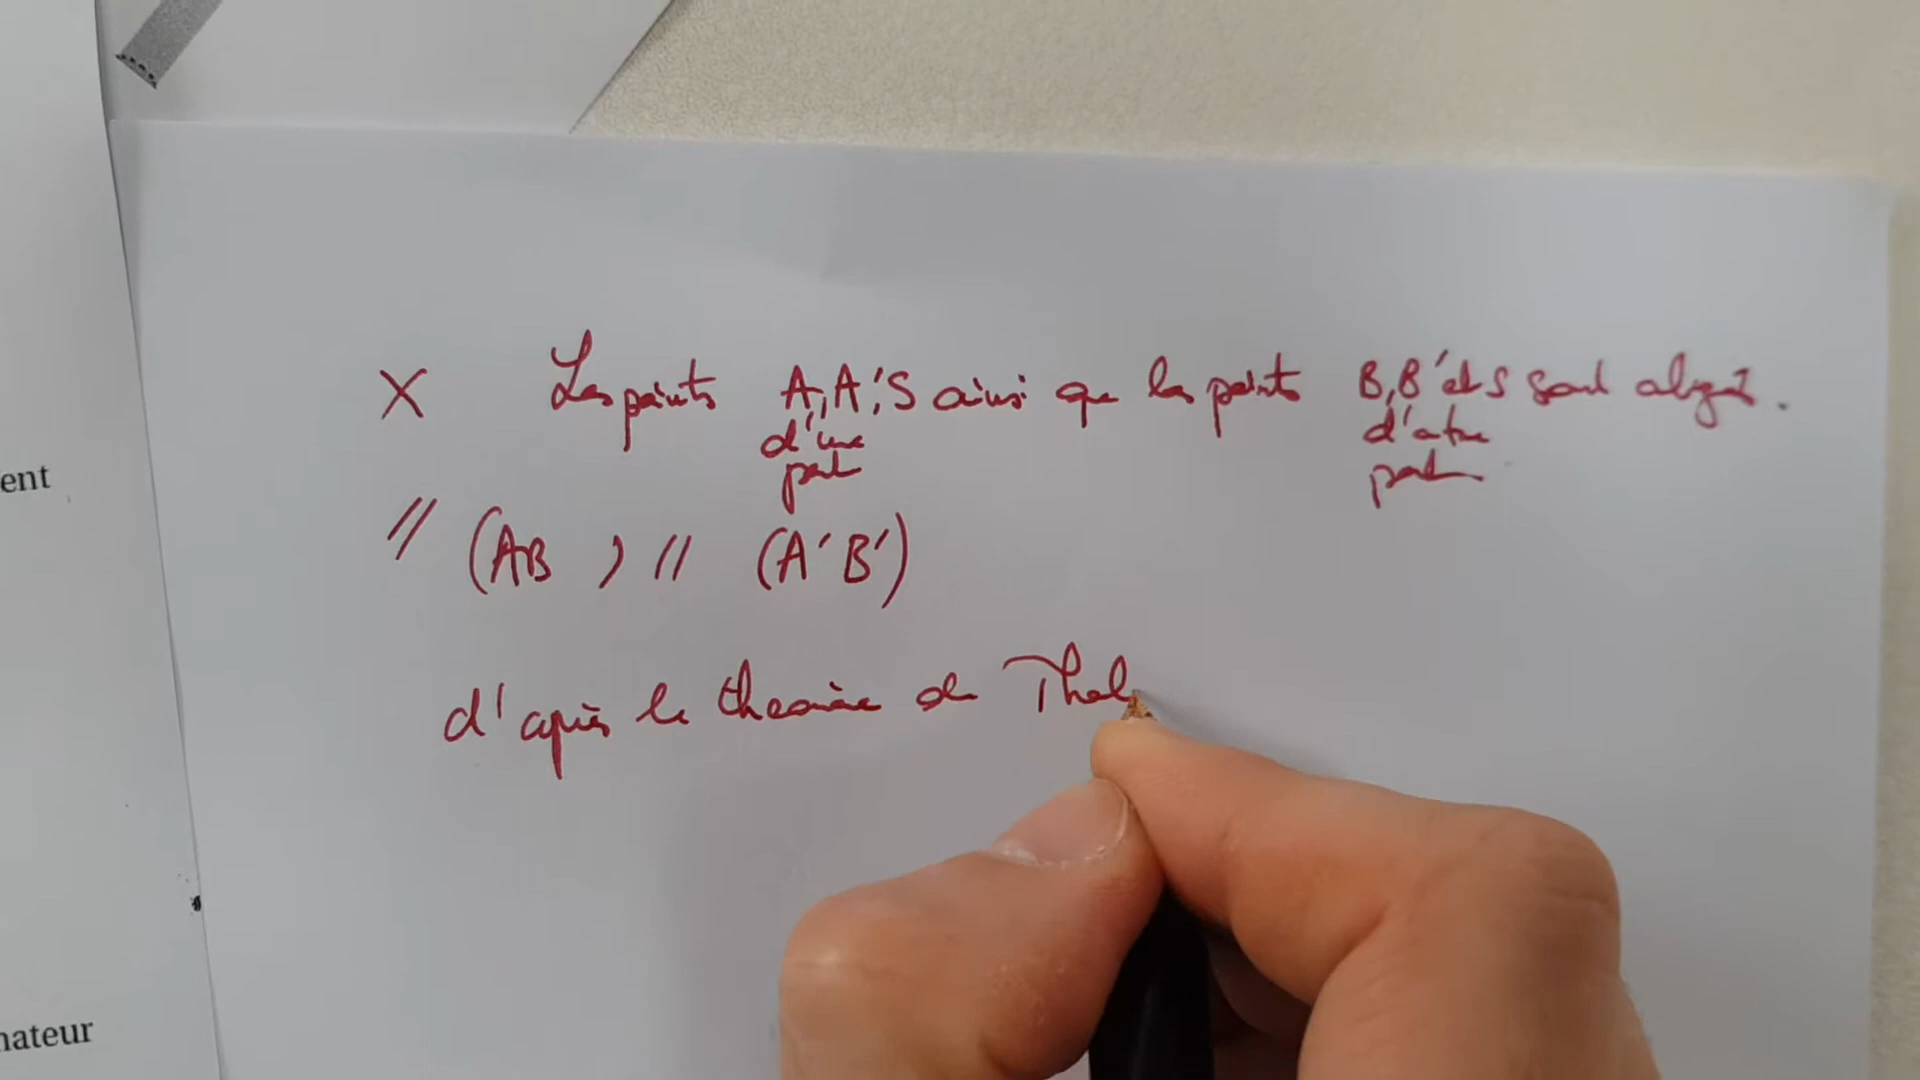 ent
X Les points A, A', S ainsi que les points B, B' et S sont alignés.
d'une part
d'autre part
// (AB) // (A'B')
d'après le theorème de Thal
nateur